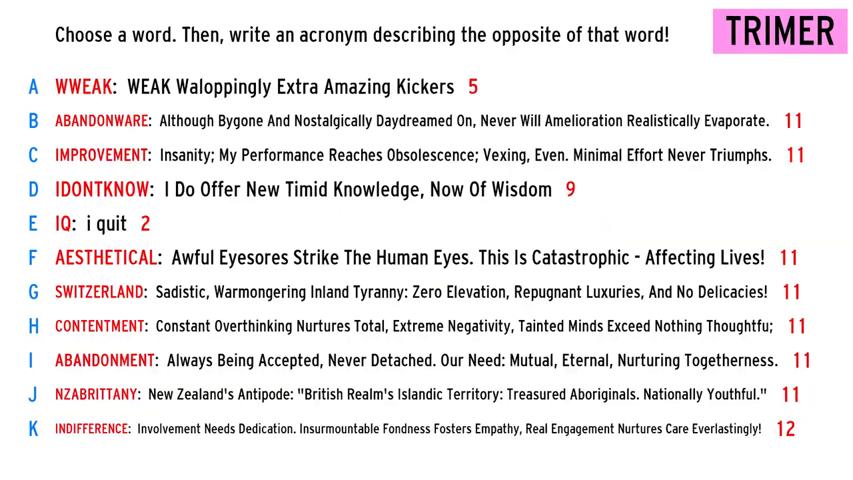 Choose a word. Then, write an acronym describing the opposite of that word!
TRIMER
A WWEAK: WEAK Waloppingly Extra Amazing Kickers 5
B ABANDONWARE: Although Bygone And Nostalgically Daydreamed On, Never Will Amelioration Realistically Evaporate. 11
C IMPROVEMENT: Insanity; My Performance Reaches Obsolescence; Vexing, Even. Minimal Effort Never Triumphs. 11
D IDONTKNOW: I Do Offer New Timid Knowledge, Now Of Wisdom 9
E IQ: i quit 2
F AESTHETICAL: Awful Eyesores Strike The Human Eyes. This Is Catastrophic - Affecting Lives! 11
G SWITZERLAND: Sadistic, Warmongering Inland Tyranny: Zero Elevation, Repugnant Luxuries, And No Delicacies! 11
H CONTENTMENT: Constant Overthinking Nurtures Total, Extreme Negativity, Tainted Minds Exceed Nothing Thoughtfu; 11
I ABANDONMENT: Always Being Accepted, Never Detached. Our Need: Mutual, Eternal, Nurturing Togetherness. 11
J NZABRITTANY: New Zealand's Antipode: "British Realm's Islandic Territory: Treasured Aboriginals. Nationally Youthful." 11
K INDIFFERENCE: Involvement Needs Dedication. Insurmountable Fondness Fosters Empathy, Real Engagement Nurtures Care Everlastingly! 12